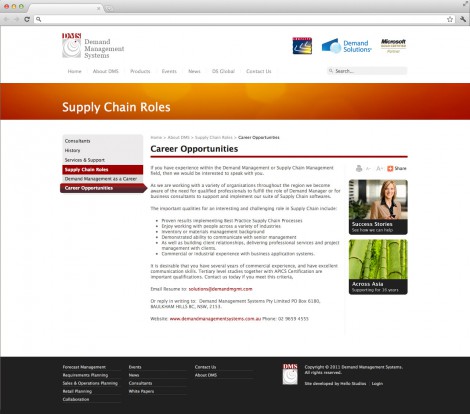 DMS
Demand
Management
Systems
Demand
Solutions
Microsoft
GOLD CERTIFIED
Partner
Home
About DMS
Products
Events
News
DS Global
Contact Us
Search...
Supply Chain Roles
Consultants
History
Services & Support
Supply Chain Roles
Demand Management as a Career
Career Opportunities
Home > About DMS > Supply Chain Roles > Career Opportunities
Career Opportunities
If you have experience within the Demand Management or Supply Chain Management
field, then we would be interested to speak with you.
As we are working with a variety of organisations throughout the region we become
aware of the need for qualified professionals to fulfill the role of Demand Manager or for
business consultants to support and implement our suite of softwares.
The important qualities for an interesting and challenging role in Supply Chain include:
Proven results implementing Best Practice Supply Chain Processes
Enjoy working with people across a variety of industries
Inventory or materials management background
Demonstrated ability to communicate with senior management
As well as building client relationships, delivering professional services and project
management with clients.
Commercial or industrial experience with business application systems.
It is desirable that you have several years of commercial experience, and have excellent
communication skills. Tertiary level studies together with APICS Certification are
important qualities. Contact us today if you meet this criteria.
Email Resume to: solutions@demandmgmt.com
Or reply in writing to: Demand Management Systems Pty Limited PO Box 6180,
BAULKHAM HILLS BC, NSW, 2153.
Website: www.demandmanagementsystems.com.au Phone: 02 9659 4555
A- A+ Share
Success Stories
See how we can help
Across Asia
Supporting for 16 years
Forecast Management
Requirements Planning
Sales & Operations Planning
Retail Planning
Collaboration
Events
News
Consultants
White Papers
Contact Us
About DMS
DMS
Copyright © 2011 Demand Management Systems.
All rights reserved.
Site developed by Hello Studios
Login